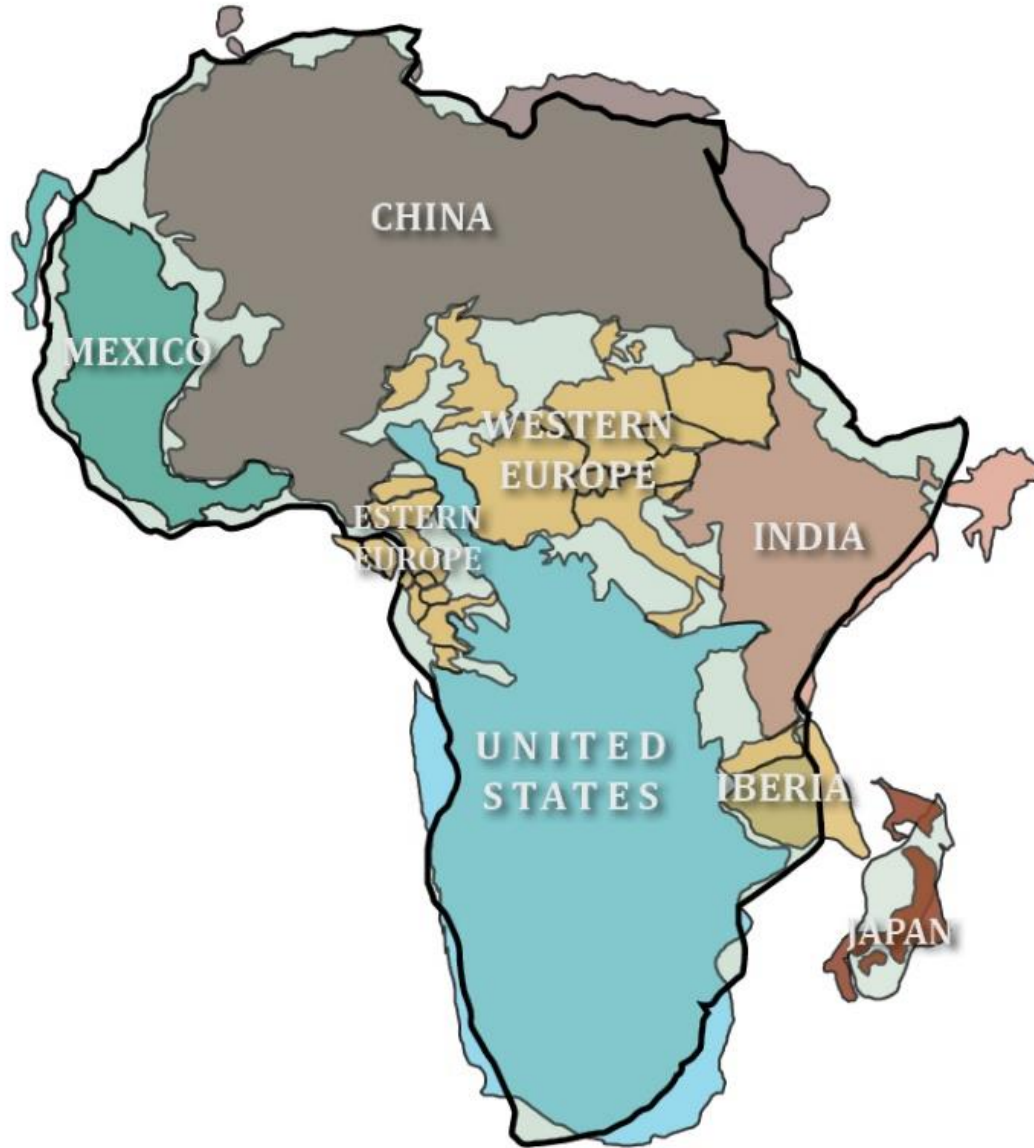 CHINA
MEXICO
WESTERN
EUROPE
ESTERN
EUROPE
INDIA
UNITED
STATES
IBERIA
JAPAN